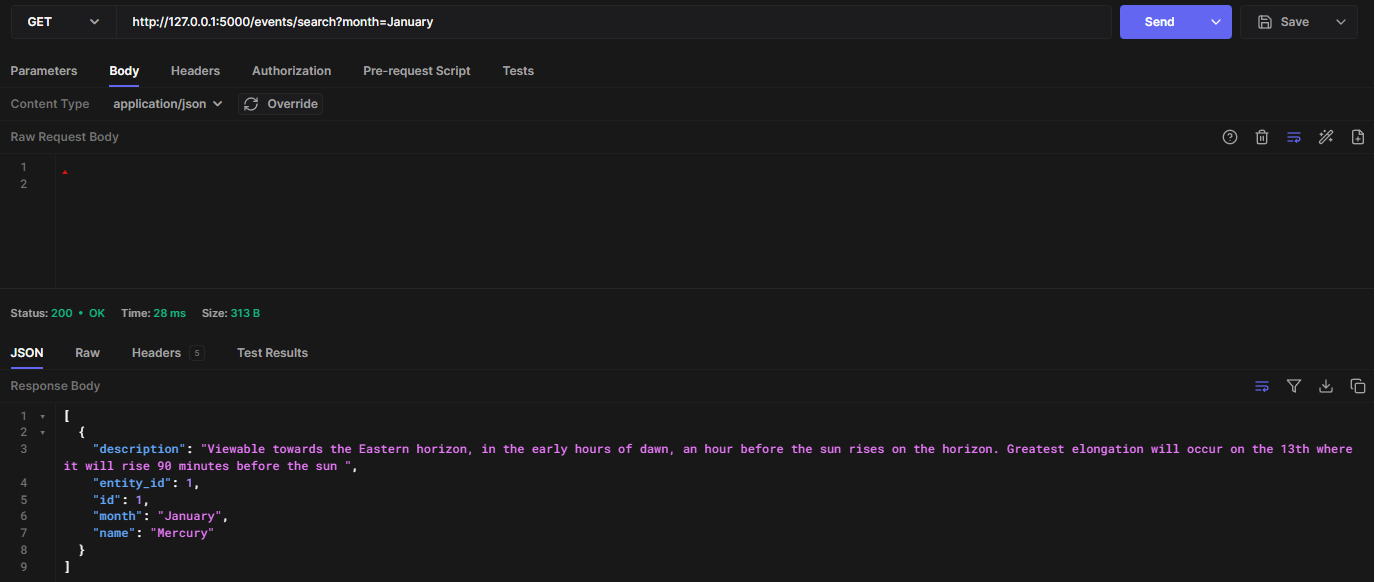 GET http://127.0.0.1:5000/events/search?month=January Send Save
Parameters Body Headers Authorization Pre-request Script Tests
Content Type application/json Override
Raw Request Body
1
2
Status: 200 • OK Time: 28 ms Size: 313 B
JSON Raw Headers 5 Test Results
Response Body
1 [
2 {
3 "description": "Viewable towards the Eastern horizon, in the early hours of dawn, an hour before the sun rises on the horizon. Greatest elongation will occur on the 13th where
it will rise 90 minutes before the sun ",
4 "entity_id": 1,
5 "id": 1,
6 "month": "January",
7 "name": "Mercury"
8 }
9 ]